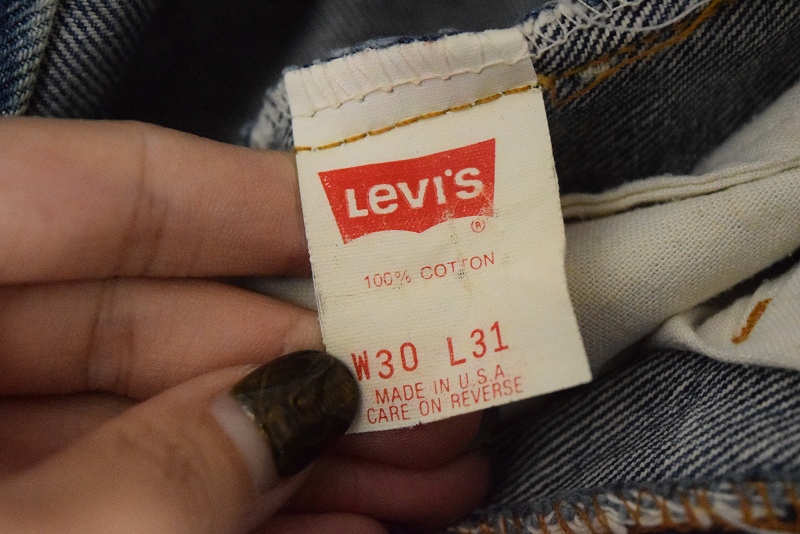 LEVI'S
®
100% COTTON
W30 L31
MADE IN U.S.A.
CARE ON REVERSE